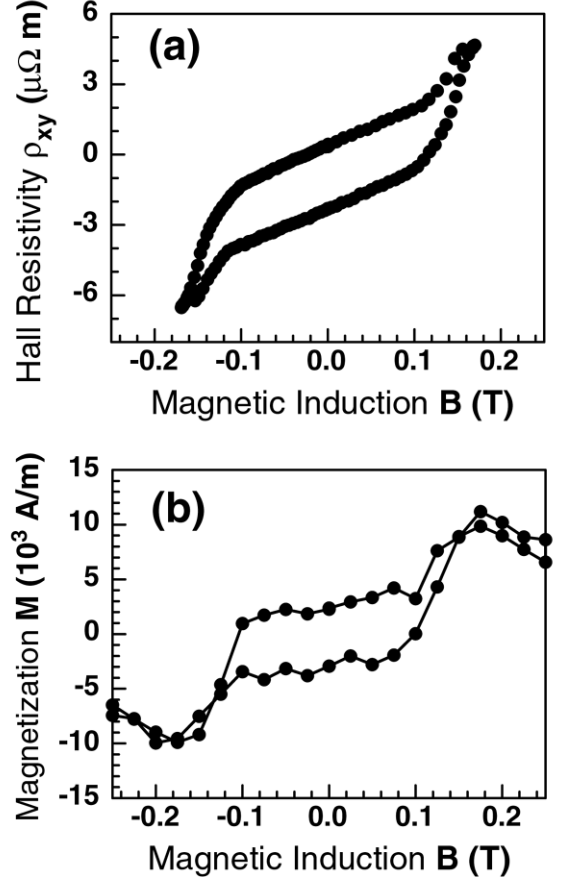 (a)
Hall Resistivity ρxy (μΩ m)
6
3
0
-3
-6
-0.2 -0.1 0.0 0.1 0.2
Magnetic Induction B (T)
(b)
Magnetization M (10³ A/m)
15
10
5
0
-5
-10
-15
-0.2 -0.1 0.0 0.1 0.2
Magnetic Induction B (T)